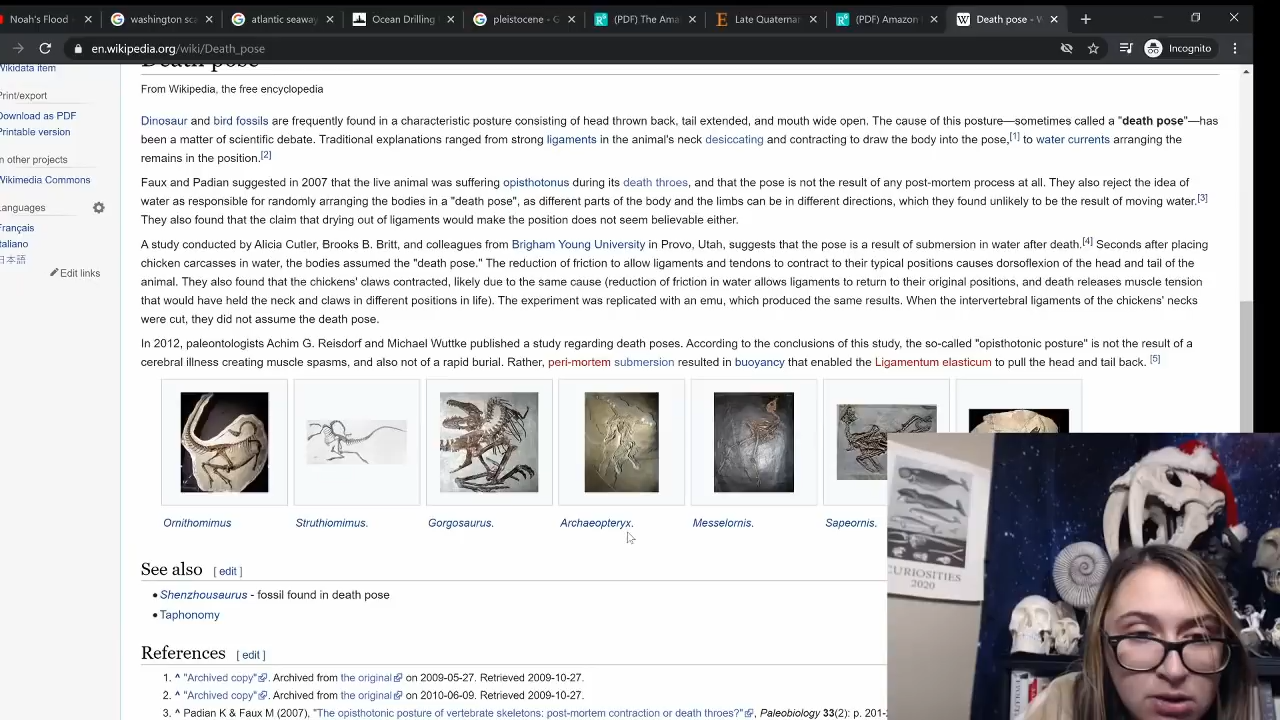 Noah's Flood
washington sc
atlantic seaway
Ocean Drilling
pleistocene - G
(PDF) The Ama
Late Quaternar
(PDF) Amazon
Death pose - W
en.wikipedia.org/wiki/Death_pose
Incognito
Wikidata item
Print/export
Download as PDF
Printable version
n other projects
Wikimedia Commons
Languages
Français
Italiano
日本語
Edit links
Death pose
From Wikipedia, the free encyclopedia
Dinosaur and bird fossils are frequently found in a characteristic posture consisting of head thrown back, tail extended, and mouth wide open. The cause of this posture—sometimes called a "death pose"—has
been a matter of scientific debate. Traditional explanations ranged from strong ligaments in the animal's neck desiccating and contracting to draw the body into the pose,[1] to water currents arranging the
remains in the position.[2]
Faux and Padian suggested in 2007 that the live animal was suffering opisthotonus during its death throes, and that the pose is not the result of any post-mortem process at all. They also reject the idea of
water as responsible for randomly arranging the bodies in a "death pose", as different parts of the body and the limbs can be in different directions, which they found unlikely to be the result of moving water.[3]
They also found that the claim that drying out of ligaments would make the position does not seem believable either.
A study conducted by Alicia Cutler, Brooks B. Britt, and colleagues from Brigham Young University in Provo, Utah, suggests that the pose is a result of submersion in water after death.[4] Seconds after placing
chicken carcasses in water, the bodies assumed the "death pose." The reduction of friction to allow ligaments and tendons to contract to their typical positions causes dorsoflexion of the head and tail of the
animal. They also found that the chickens' claws contracted, likely due to the same cause (reduction of friction in water allows ligaments to return to their original positions, and death releases muscle tension
that would have held the neck and claws in different positions in life). The experiment was replicated with an emu, which produced the same results. When the intervertebral ligaments of the chickens' necks
were cut, they did not assume the death pose.
In 2012, paleontologists Achim G. Reisdorf and Michael Wuttke published a study regarding death poses. According to the conclusions of this study, the so-called "opisthotonic posture" is not the result of a
cerebral illness creating muscle spasms, and also not of a rapid burial. Rather, peri-mortem submersion resulted in buoyancy that enabled the Ligamentum elasticum to pull the head and tail back. [5]
Ornithomimus
Struthiomimus.
Gorgosaurus.
Archaeopteryx.
Messelornis.
Sapeornis.
See also [ edit ]
• Shenzhousaurus - fossil found in death pose
• Taphonomy
References [ edit ]
1. ^ "Archived copy". Archived from the original on 2009-05-27. Retrieved 2009-10-27.
2. ^ "Archived copy". Archived from the original on 2010-06-09. Retrieved 2009-10-27.
3. ^ Padian K & Faux M (2007), "The opisthotonic posture of vertebrate skeletons: post-mortem contraction or death throes?", Paleobiology 33(2): p. 201-
CURIOSITIES
2020